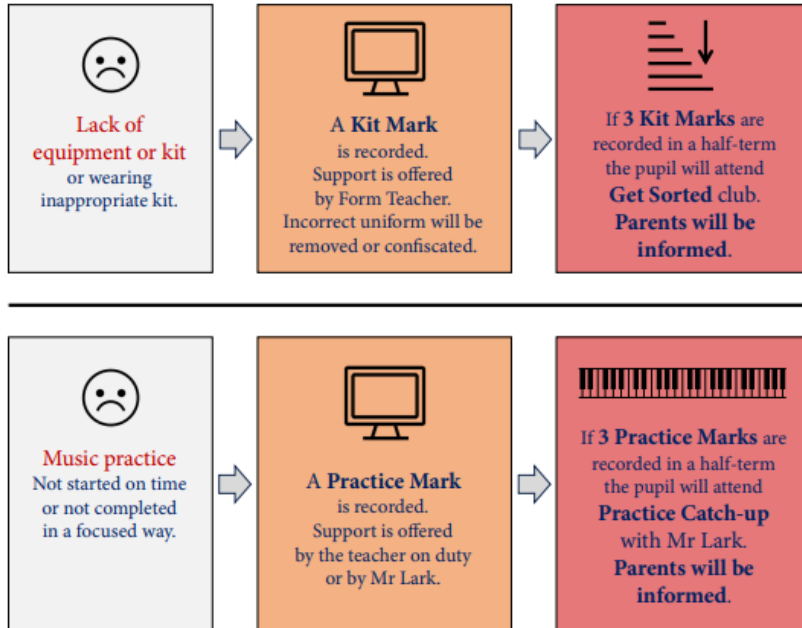 Lack of
equipment or kit
or wearing
inappropriate kit.
A Kit Mark
is recorded.
Support is offered
by Form Teacher.
Incorrect uniform will be
removed or confiscated.
If 3 Kit Marks are
recorded in a half-term
the pupil will attend
Get Sorted club.
Parents will be
informed.
Music practice
Not started on time
or not completed
in a focused way.
A Practice Mark
is recorded.
Support is offered
by the teacher on duty
or by Mr Lark.
If 3 Practice Marks are
recorded in a half-term
the pupil will attend
Practice Catch-up
with Mr Lark.
Parents will be
informed.